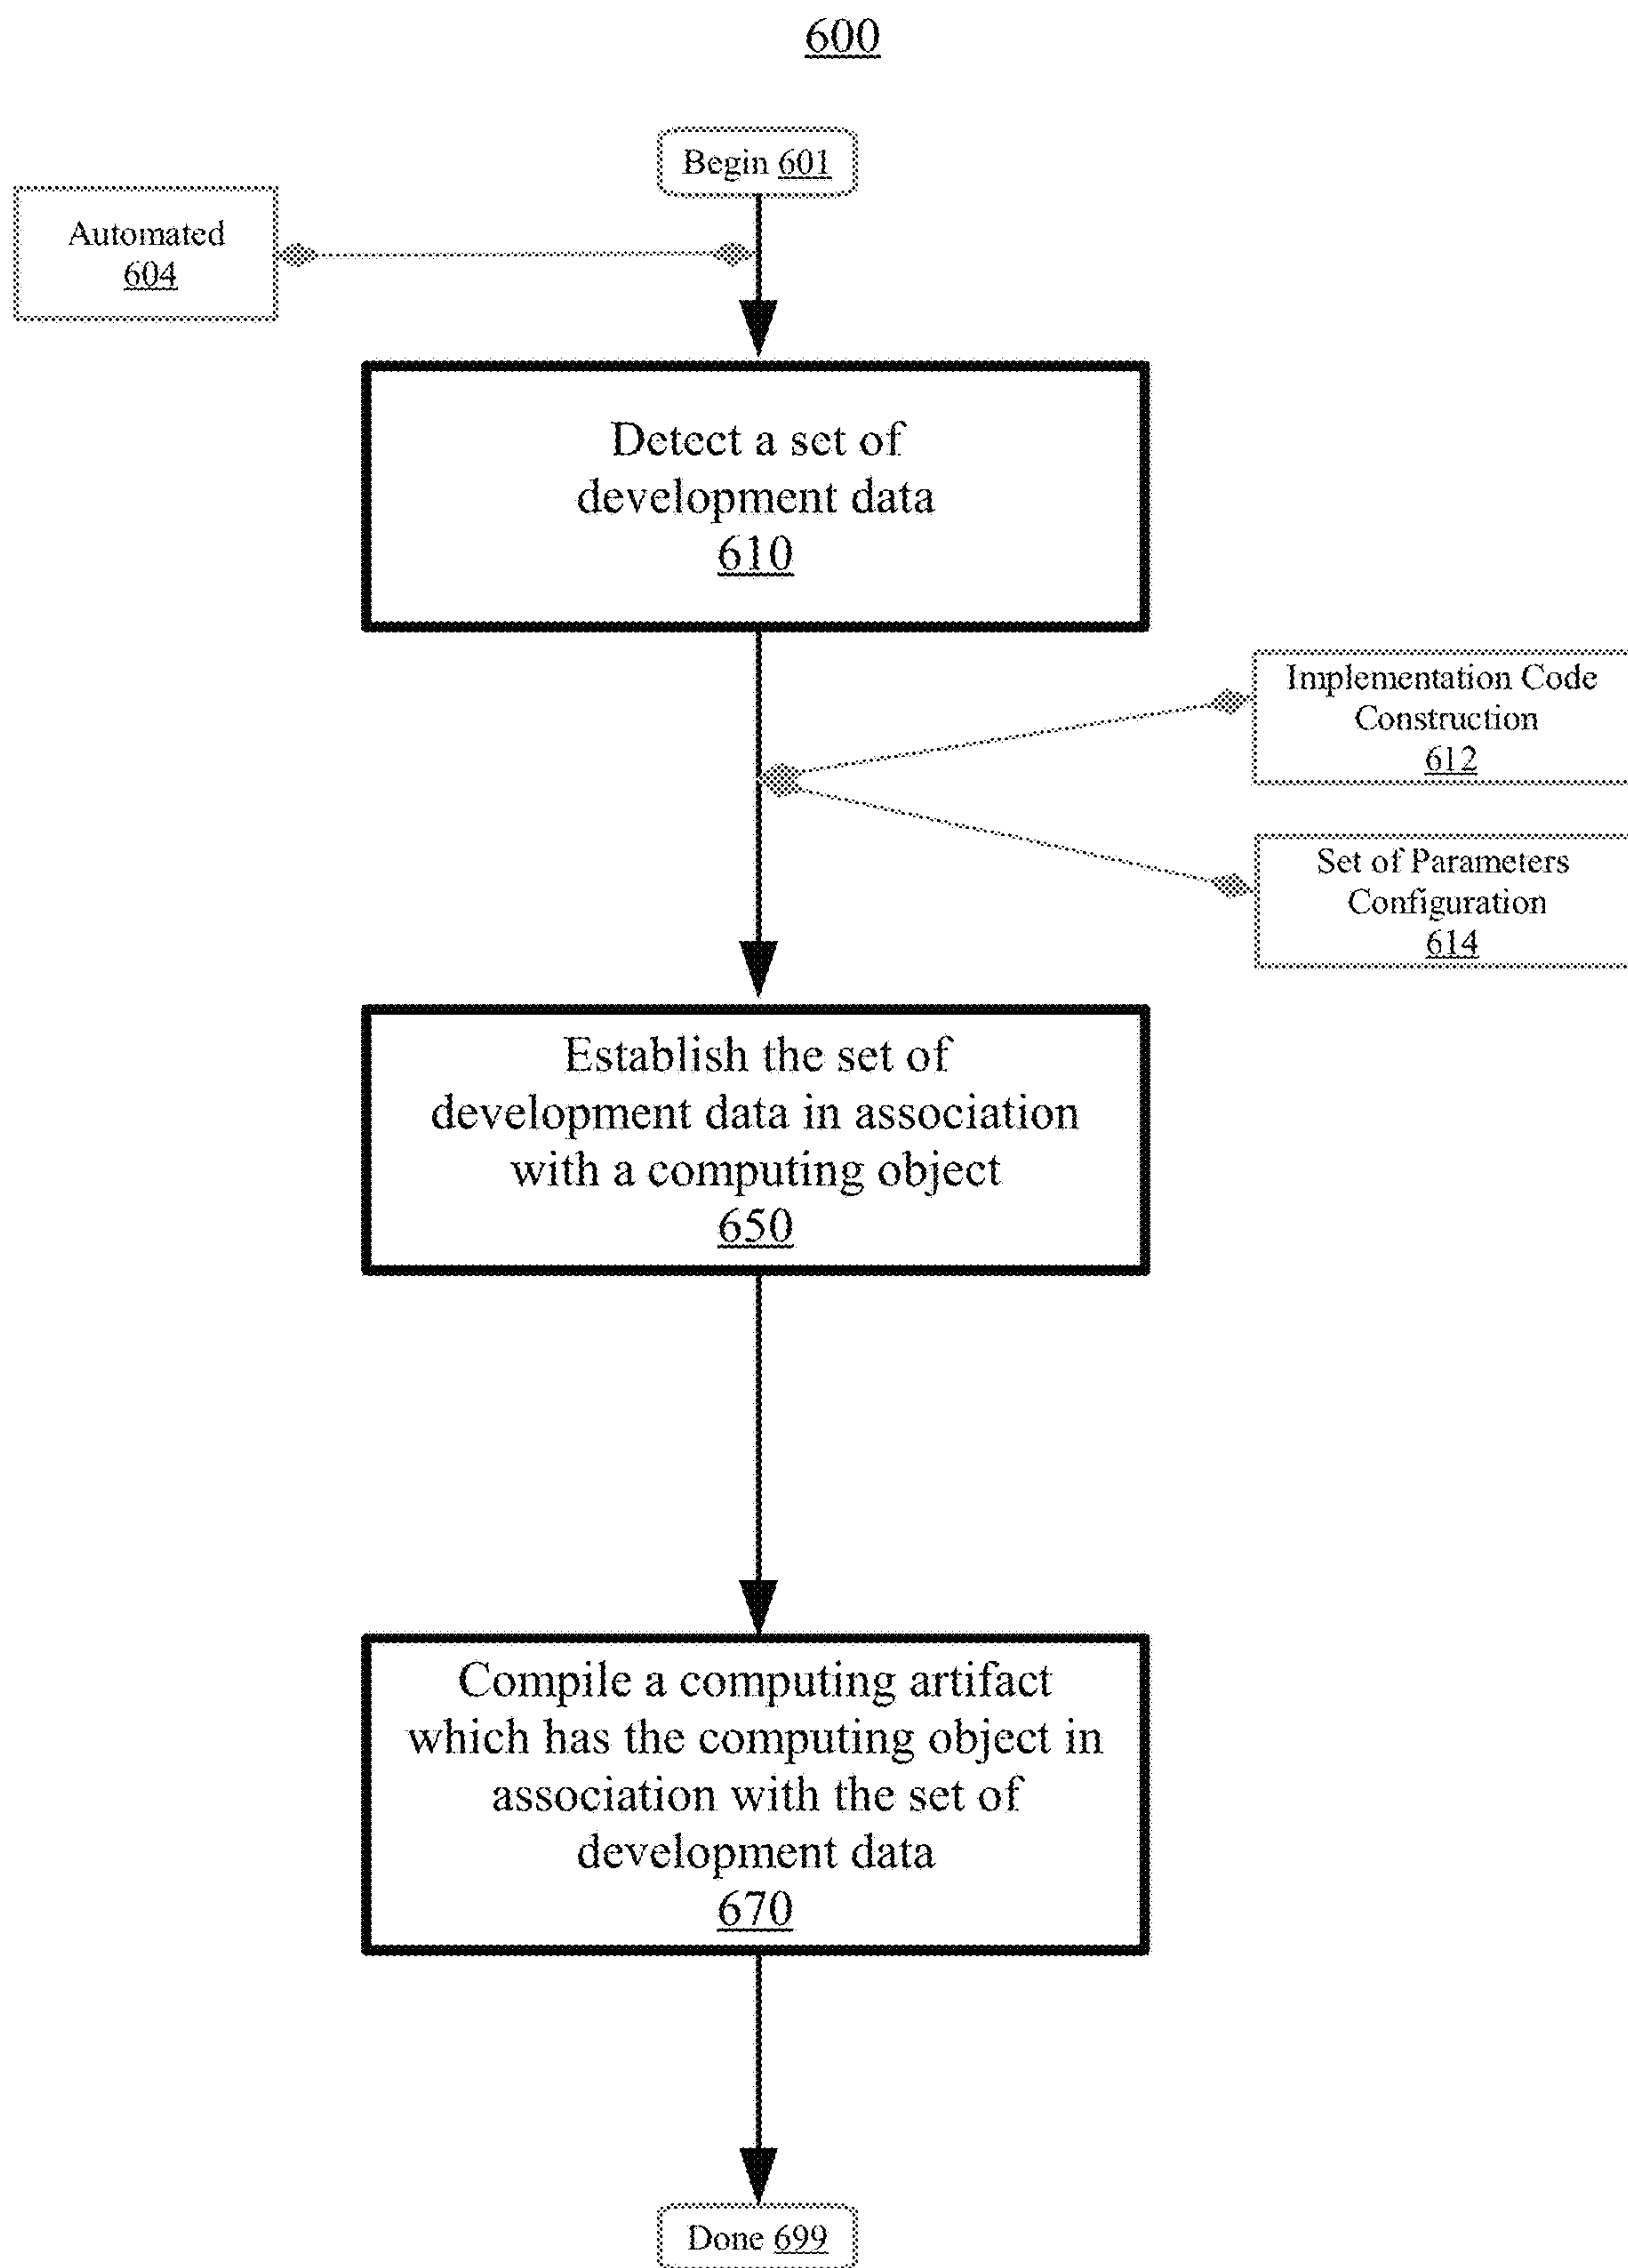 600
Begin 601
Automated
604
Detect a set of
development data
610
Implementation Code
Construction
612
Set of Parameters
Configuration
614
Establish the set of
development data in association
with a computing object
650
Compile a computing artifact
which has the computing object in
association with the set of
development data
670
Done 699